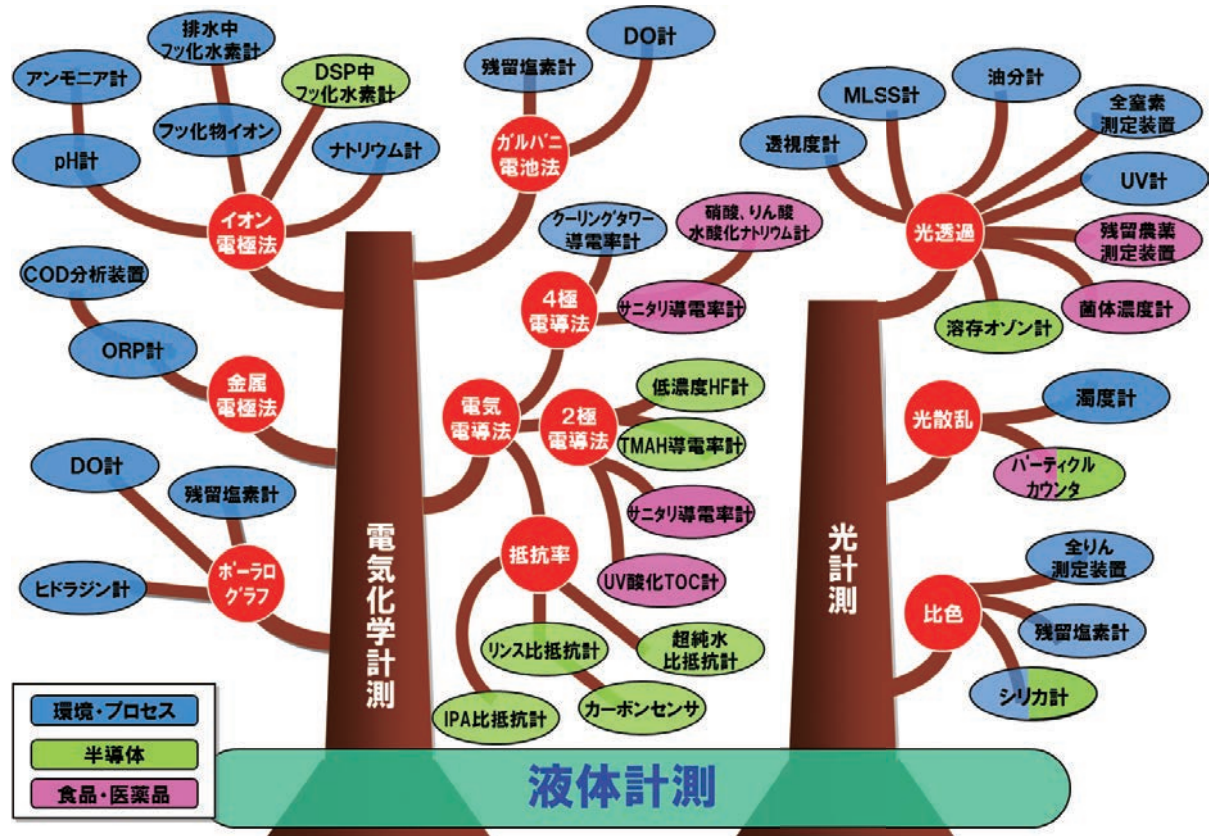 排水中
フッ化水素計
アンモニア計
DSP中
フッ化水素計
フッ化物イオン
pH計
ナトリウム計
イオン
電極法
残留塩素計
DO計
ガルバニ
電池法
COD分析装置
ORP計
金属
電極法
DO計
残留塩素計
ヒドラジン計
ポーラロ
グラフ
クーリングタワー
導電率計
硝酸、りん酸
水酸化ナトリウム計
4極
電導法
サニタリ導電率計
電気
電導法
2極
電導法
低濃度HF計
TMAH導電率計
サニタリ導電率計
UV酸化TOC計
抵抗率
リンス比抵抗計
超純水
比抵抗計
IPA比抵抗計
カーボンセンサ
電気化学計測
MLSS計
油分計
全窒素
測定装置
透視度計
UV計
光透過
残留農薬
測定装置
溶存オゾン計
菌体濃度計
光散乱
濁度計
パーティクル
カウンタ
比色
全りん
測定装置
残留塩素計
シリカ計
光計測
環境・プロセス
半導体
食品・医薬品
液体計測